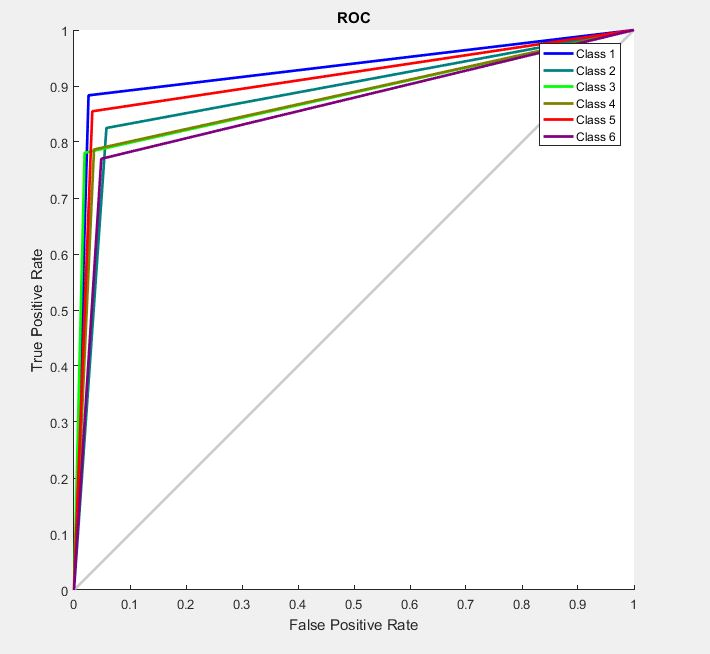 ROC
1
0.9
0.8
0.7
0.6
0.5
0.4
0.3
0.2
0.1
0
True Positive Rate
Class 1
Class 2
Class 3
Class 4
Class 5
Class 6
0 0.1 0.2 0.3 0.4 0.5 0.6 0.7 0.8 0.9 1
False Positive Rate